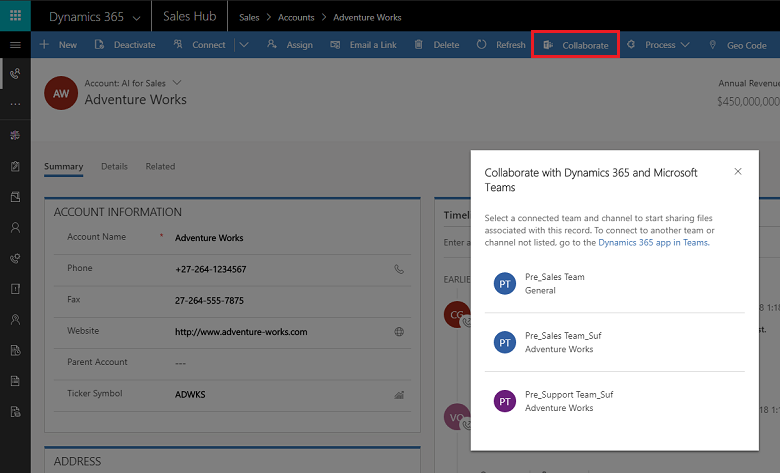 Dynamics 365
Sales Hub
Sales > Accounts > Adventure Works
New
Deactivate
Connect
Assign
Email a Link
Delete
Refresh
Collaborate
Process
Geo Code
AW
Account: AI for Sales
Adventure Works
Annual Revenue
$450,000,000
Summary
Details
Related
ACCOUNT INFORMATION
Account Name * Adventure Works
Phone +27-264-1234567
Fax 27-264-555-7875
Website http://www.adventure-works.com
Parent Account ---
Ticker Symbol ADWKS
ADDRESS
Timel
Enter a
EARLIE
CG
8 1:18
st.
VO
18 1:1
Collaborate with Dynamics 365 and Microsoft
Teams
Select a connected team and channel to start sharing files
associated with this record. To connect to another team or
channel not listed, go to the Dynamics 365 app in Teams.
PT
Pre_Sales Team
General
PT
Pre_Sales Team_Suf
Adventure Works
PT
Pre_Support Team_Suf
Adventure Works